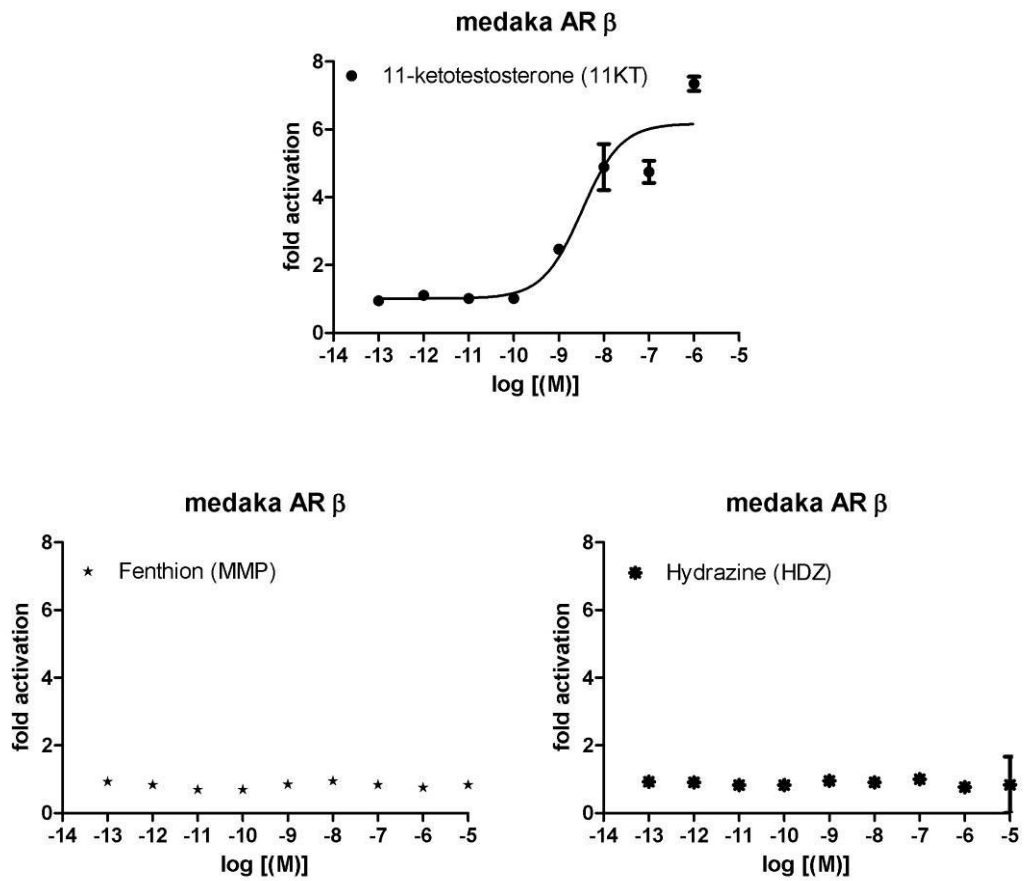 medaka AR β
11-ketotestosterone (11KT)
fold activation
8
6
4
2
0
-14 -13 -12 -11 -10 -9 -8 -7 -6 -5
log [(M)]
medaka AR β
Fenthion (MMP)
fold activation
8
6
4
2
0
-14 -13 -12 -11 -10 -9 -8 -7 -6 -5
log [(M)]
medaka AR β
Hydrazine (HDZ)
fold activation
8
6
4
2
0
-14 -13 -12 -11 -10 -9 -8 -7 -6 -5
log [(M)]